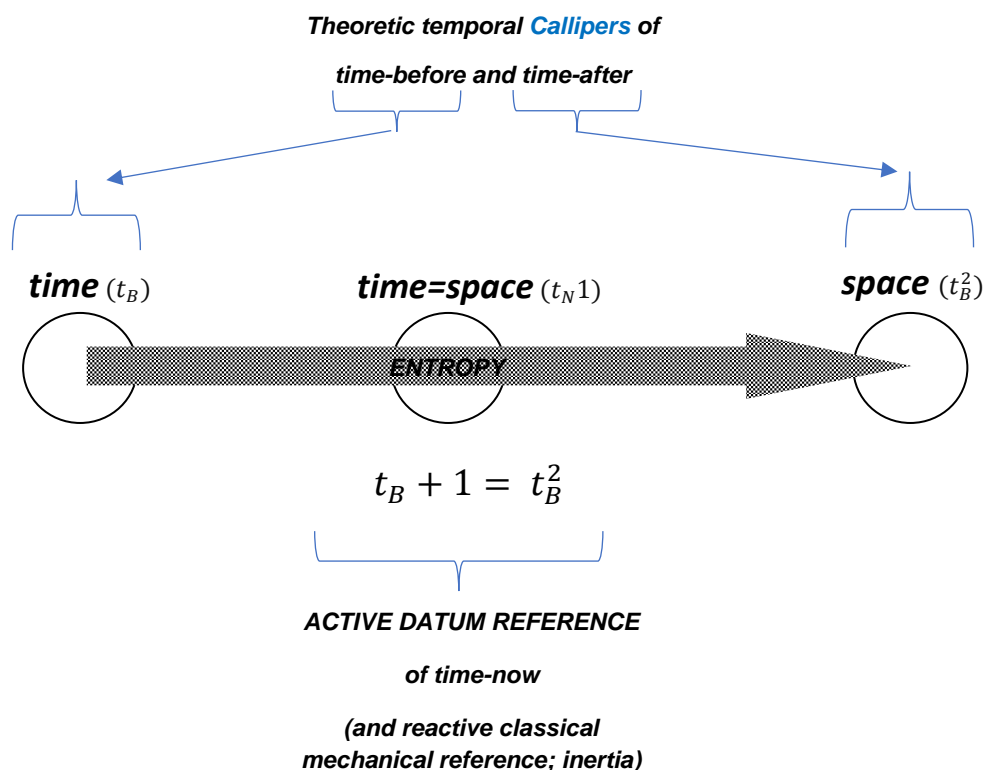 Theoretic temporal Callipers of
time-before and time-after
time (t_B)
time=space (t_N1)
space (t_B^2)
ENTROPY
t_B + 1 = t_B^2
ACTIVE DATUM REFERENCE
of time-now
(and reactive classical
mechanical reference; inertia)